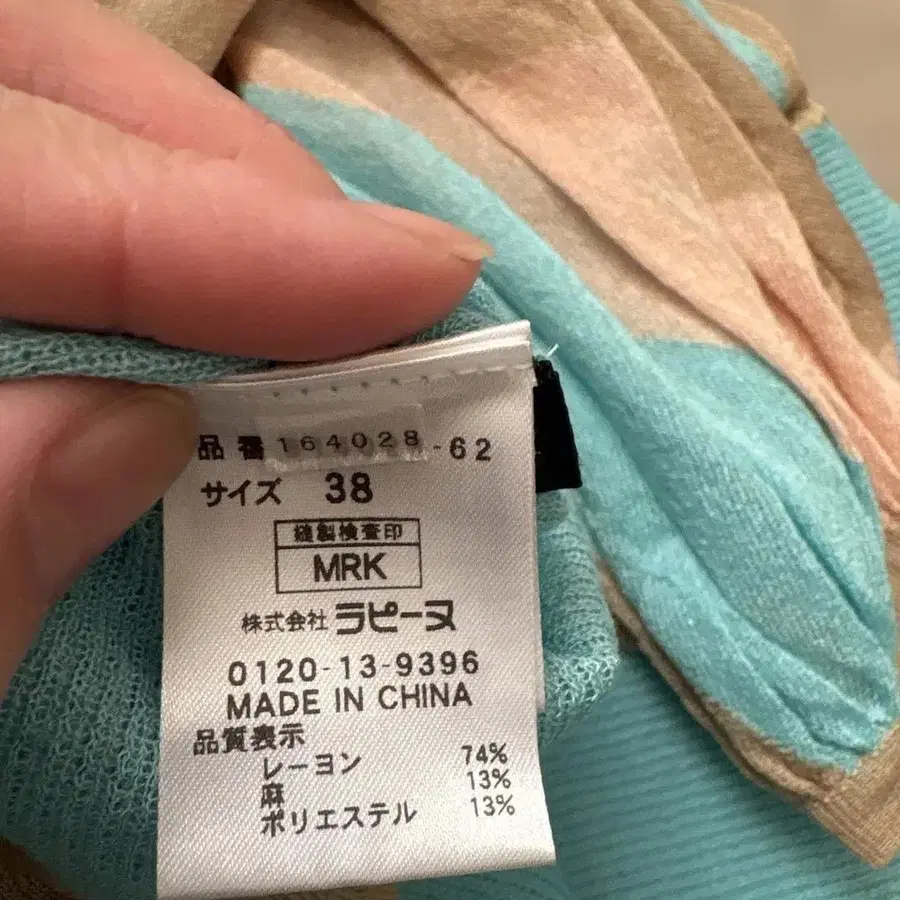 品番 164028-62
サイズ 38
縫製検査印
MRK
株式会社 ラピーヌ
0120-13-9396
MADE IN CHINA
品質表示
レーヨン 74%
麻 13%
ポリエステル 13%